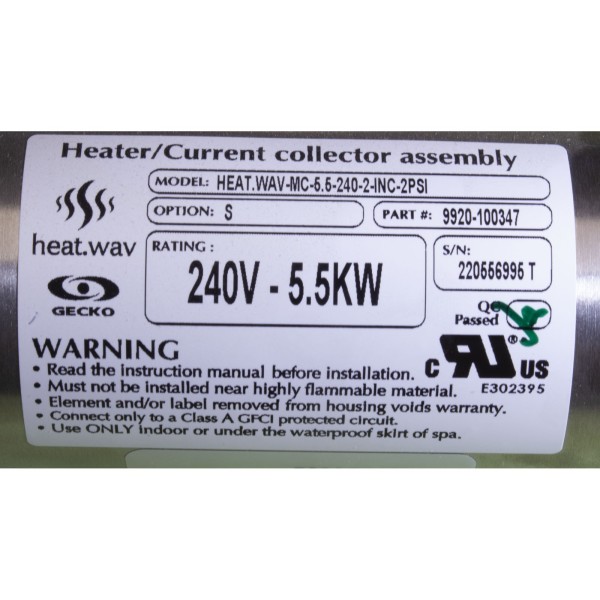 Heater/Current collector assembly
MODEL: HEAT.WAV-MC-5.5-240-2-INC-2PSI
OPTION: S
PART #: 9920-100347
heat.wav
RATING :
240V - 5.5KW
S/N:
220556995 T
GECKO
QC
Passed
WARNING
• Read the instruction manual before installation.
• Must not be installed near highly flammable material.
• Element and/or label removed from housing voids warranty.
• Connect only to a Class A GFCI protected circuit.
• Use ONLY indoor or under the waterproof skirt of spa.
C RU ® US
E302395